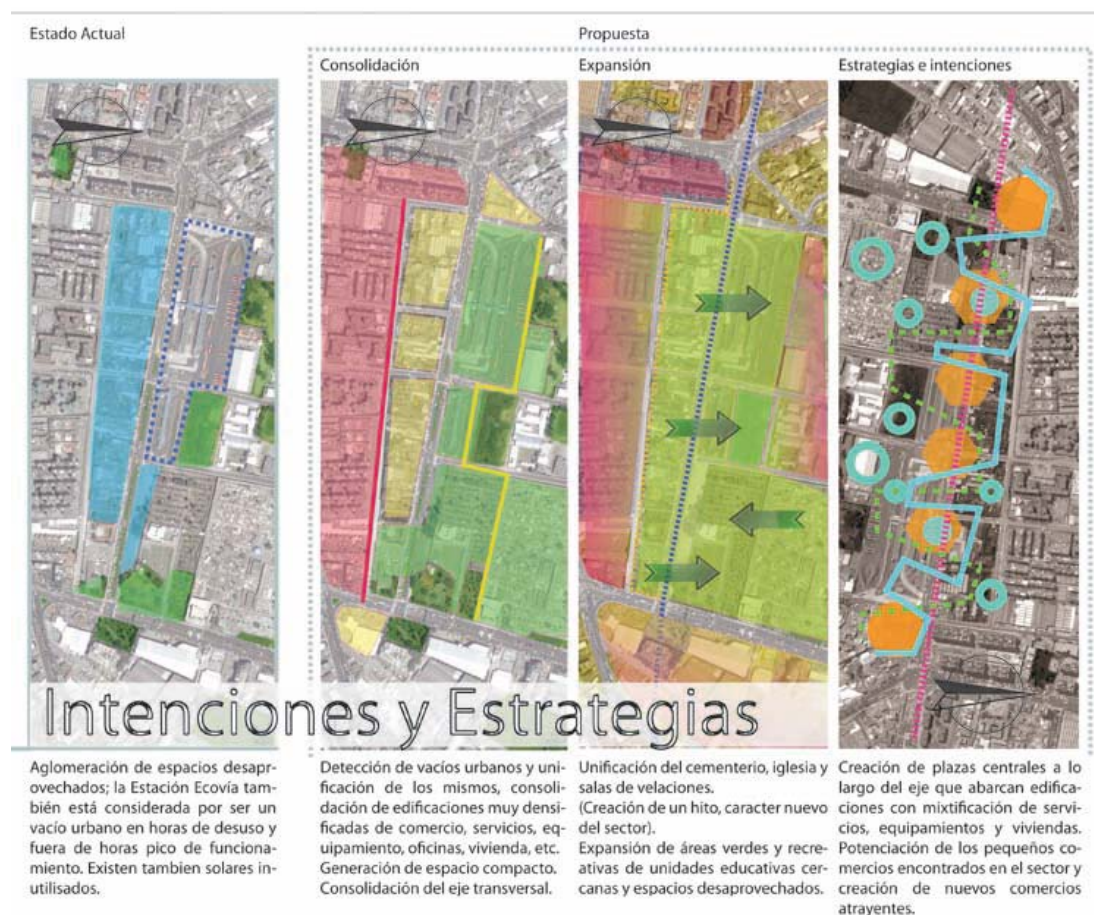 Estado Actual
Propuesta
Consolidación
Expansión
Estrategias e intenciones
Intenciones y Estrategias
Aglomeración de espacios desapr-
ovechados; la Estación Ecovía tam-
bién está considerada por ser un
vacío urbano en horas de desuso y
fuera de horas pico de funciona-
miento. Existen tambien solares in-
utilisados.
Detección de vacíos urbanos y uni-
ficación de los mismos, consoli-
dación de edificaciones muy densi-
ficadas de comercio, servicios, eq-
uipamiento, oficinas, vivienda, etc.
Generación de espacio compacto.
Consolidación del eje transversal.
Unificación del cementerio, iglesia y
salas de velaciones.
(Creación de un hito, caracter nuevo
del sector).
Expansión de áreas verdes y recre-
ativas de unidades educativas cer-
canas y espacios desaprovechados.
Creación de plazas centrales a lo
largo del eje que abarcan edifica-
ciones con mixtificación de servi-
cios, equipamientos y viviendas.
Potenciación de los pequeños co-
mercios encontrados en el sector y
creación de nuevos comercios
atrayentes.